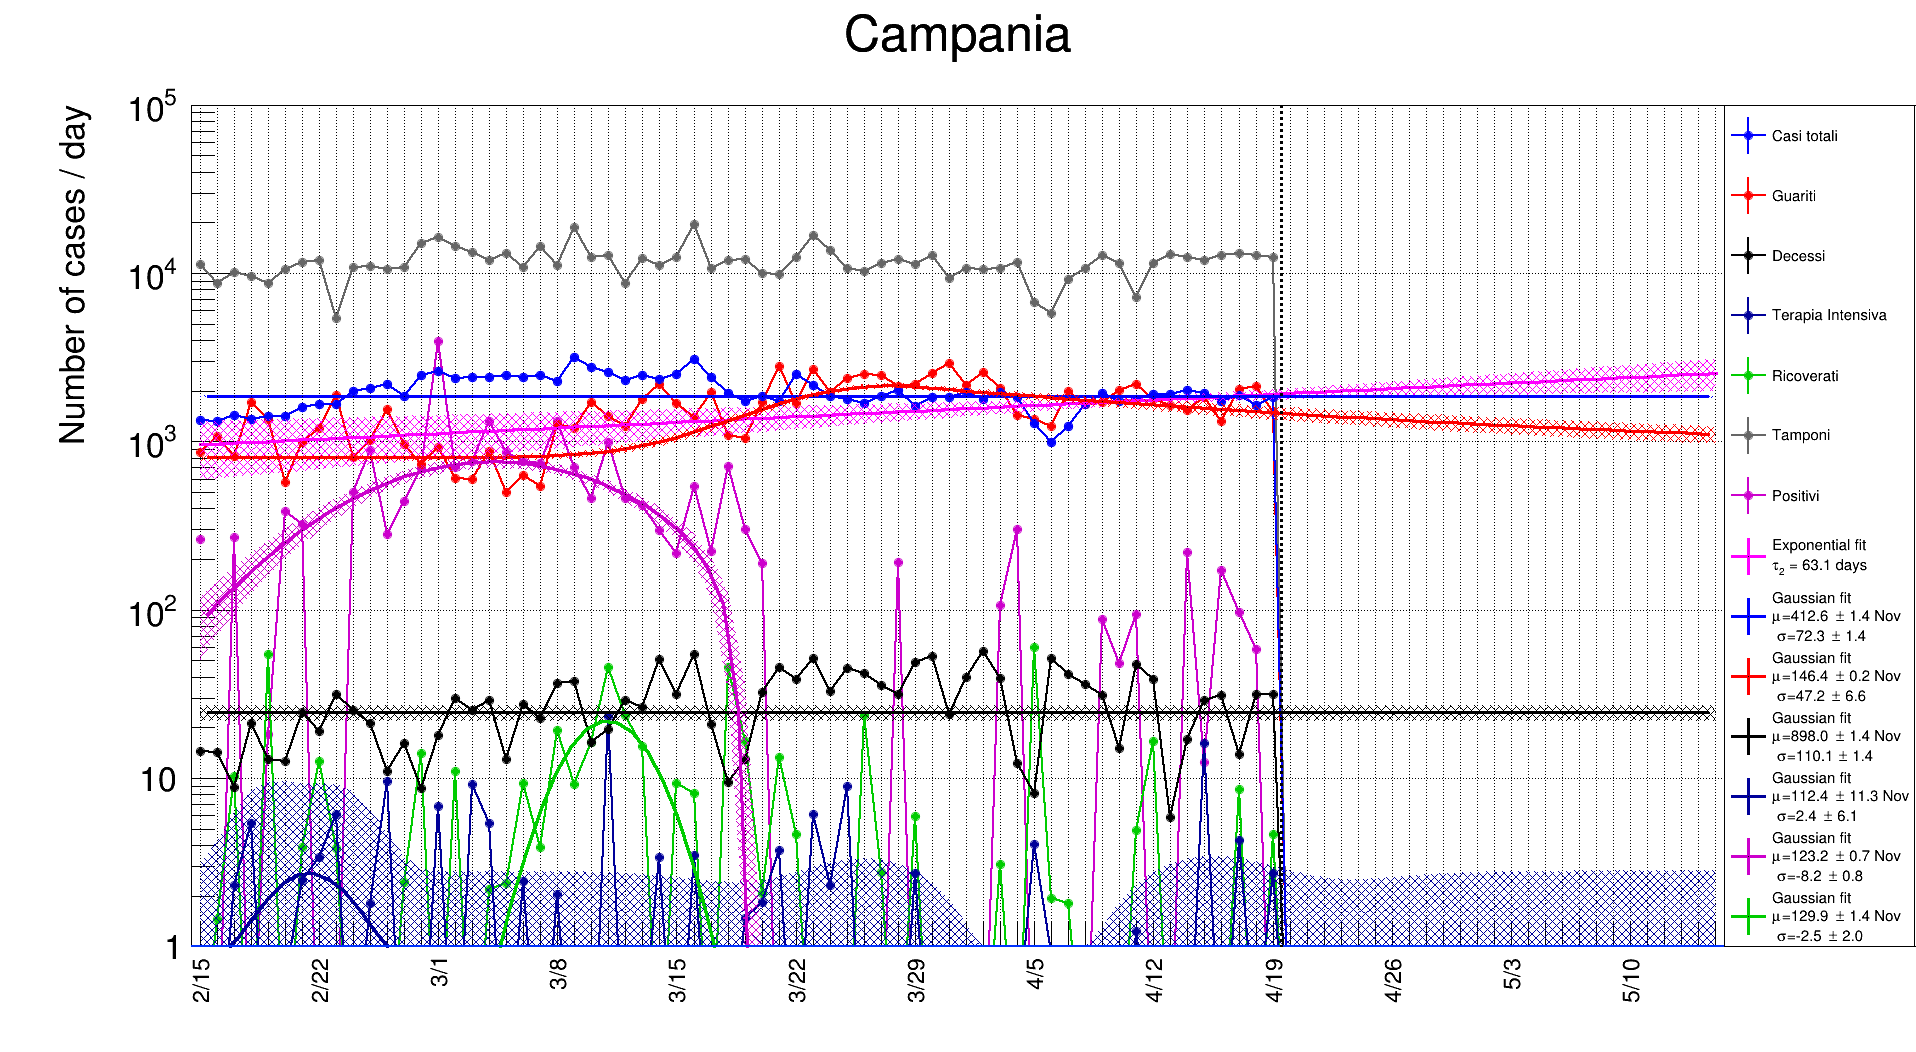 Campania
Number of cases / day
10^5
10^4
10^3
10^2
10
1
2/15
2/22
3/1
3/8
3/15
3/22
3/29
4/5
4/12
4/19
4/26
5/3
5/10
Casi totali
Guariti
Decessi
Terapia Intensiva
Ricoverati
Tamponi
Positivi
Exponential fit
τ₂ = 63.1 days
Gaussian fit
μ=412.6 ± 1.4 Nov
σ=72.3 ± 1.4
Gaussian fit
μ=146.4 ± 0.2 Nov
σ=47.2 ± 6.6
Gaussian fit
μ=898.0 ± 1.4 Nov
σ=110.1 ± 1.4
Gaussian fit
μ=112.4 ± 11.3 Nov
σ=2.4 ± 6.1
Gaussian fit
μ=123.2 ± 0.7 Nov
σ=-8.2 ± 0.8
Gaussian fit
μ=129.9 ± 1.4 Nov
σ=-2.5 ± 2.0